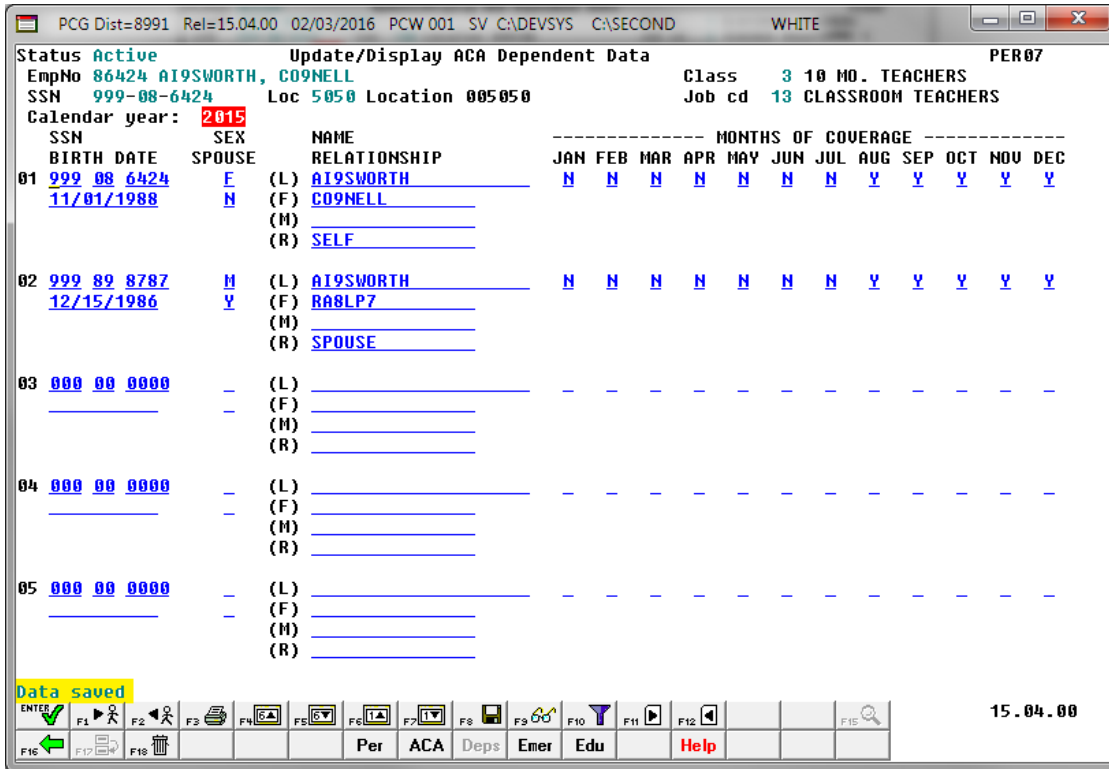 PCG Dist=8991 Rel=15.04.00 02/03/2016 PCW 001 SV C:\DEVSYS C:\SECOND WHITE
Status Active Update/Display ACA Dependent Data PER07
EmpNo 86424 AI9SWORTH, CO9NELL Class 3 10 MO. TEACHERS
SSN 999-08-6424 Loc 5050 Location 005050 Job cd 13 CLASSROOM TEACHERS
Calendar year: 2015
SSN SEX NAME -------------- MONTHS OF COVERAGE -------------
BIRTH DATE SPOUSE RELATIONSHIP JAN FEB MAR APR MAY JUN JUL AUG SEP OCT NOV DEC
01 999 08 6424 F (L) AI9SWORTH N N N N N N N Y Y Y Y Y
11/01/1988 N (F) CO9NELL
(M)
(R) SELF
02 999 89 8787 M (L) AI9SWORTH N N N N N N N Y Y Y Y Y
12/15/1986 Y (F) RA8LP7
(M)
(R) SPOUSE
03 000 00 0000 _ (L) _ _ _ _ _ _ _ _ _ _ _ _
_ (F)
(M)
(R)
04 000 00 0000 _ (L) _ _ _ _ _ _ _ _ _ _ _ _
_ (F)
(M)
(R)
05 000 00 0000 _ (L) _ _ _ _ _ _ _ _ _ _ _ _
_ (F)
(M)
(R)
Data saved
ENTER F1 F2 F3 F4 6 F5 6 F6 1 F7 1 F8 F9 F10 F11 F12 F15 15.04.00
F16 F17 F18 Per ACA Deps Emer Edu Help